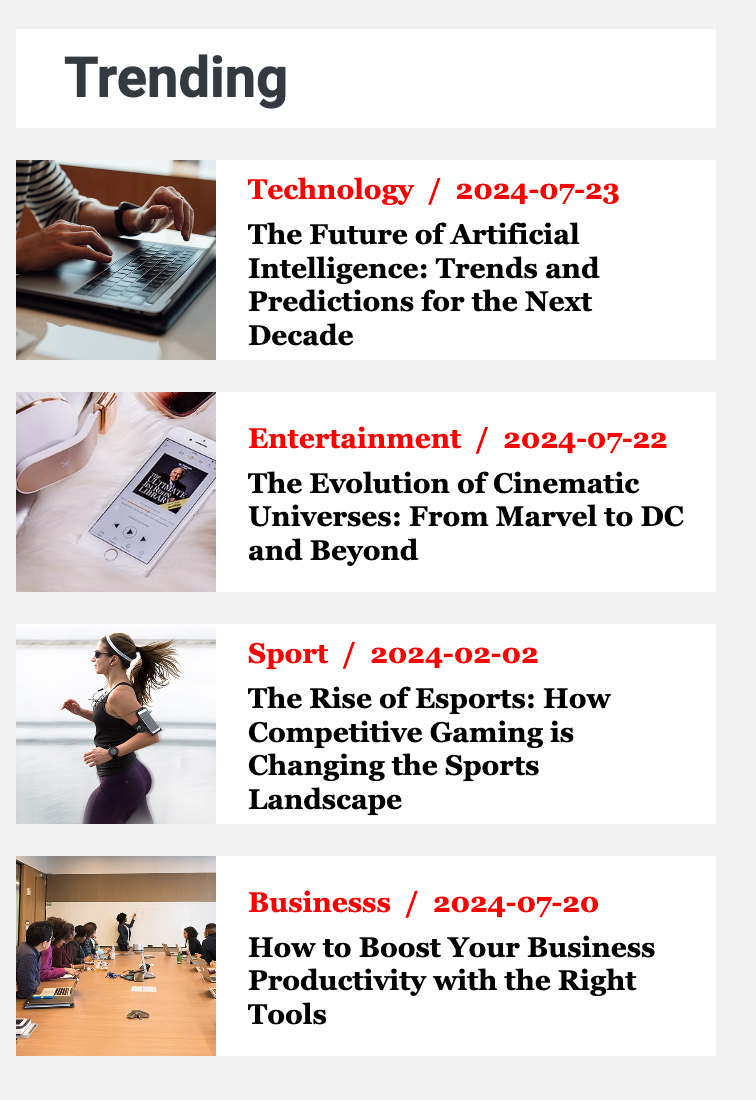 Trending
Technology / 2024-07-23
The Future of Artificial
Intelligence: Trends and
Predictions for the Next
Decade
THE
ULTIMATE
LIBRARY
Entertainment / 2024-07-22
The Evolution of Cinematic
Universes: From Marvel to DC
and Beyond
Sport / 2024-02-02
The Rise of Esports: How
Competitive Gaming is
Changing the Sports
Landscape
Businesss / 2024-07-20
How to Boost Your Business
Productivity with the Right
Tools